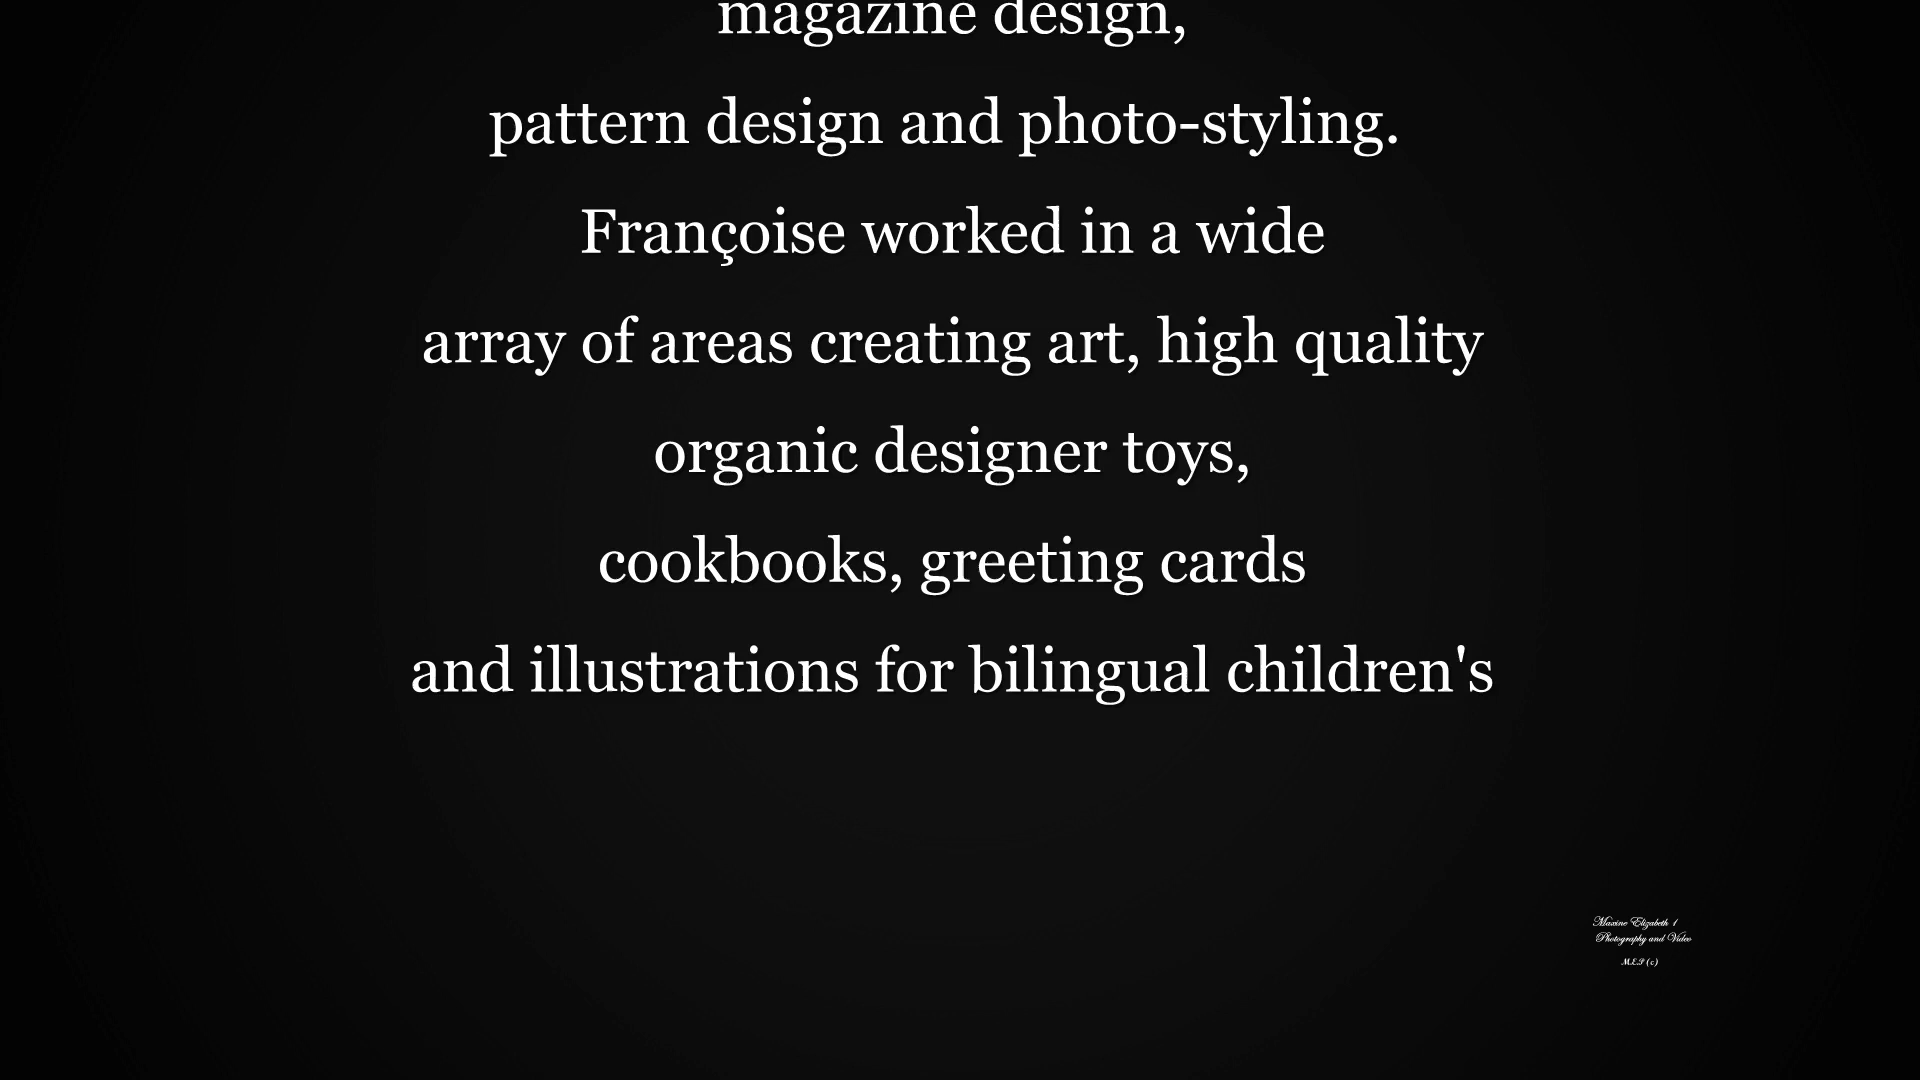 magazine design,
pattern design and photo-styling.
Françoise worked in a wide
array of areas creating art, high quality
organic designer toys,
cookbooks, greeting cards
and illustrations for bilingual children's
Maxine Elizabeth 1
Photography and Video
M.E.P (c)